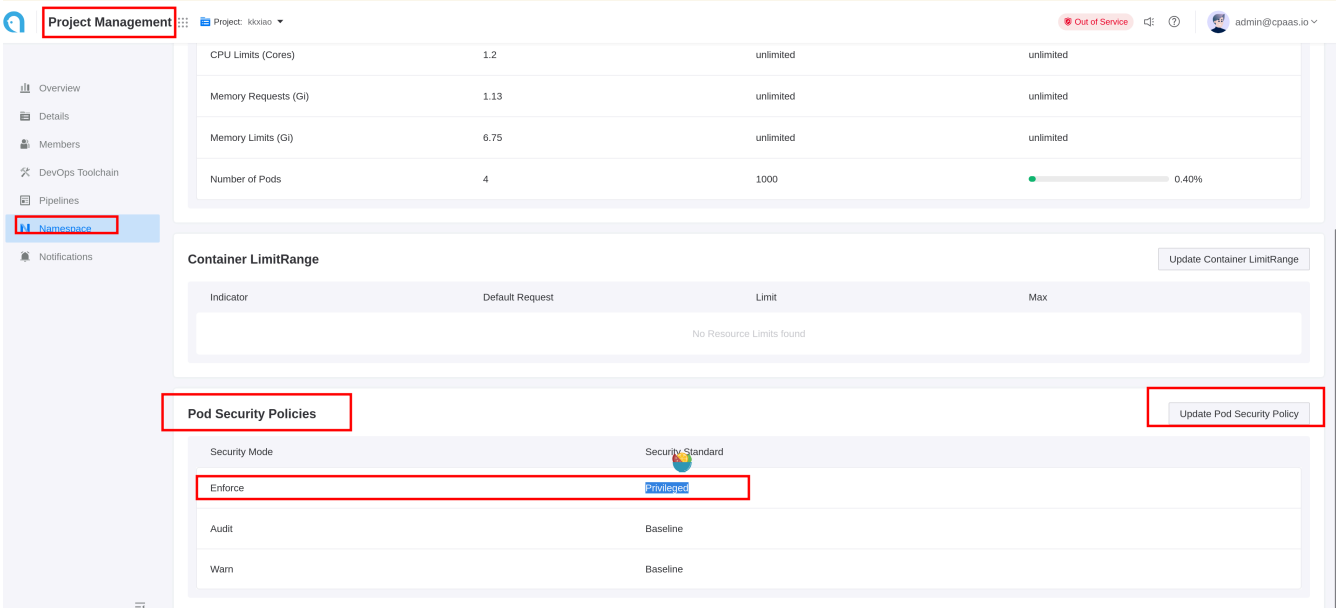 Project Management Project: kkxiao Out of Service admin@cpaas.io
Overview
Details
Members
DevOps Toolchain
Pipelines
Namespace
Notifications
CPU Limits (Cores) 1.2 unlimited unlimited
Memory Requests (Gi) 1.13 unlimited unlimited
Memory Limits (Gi) 6.75 unlimited unlimited
Number of Pods 4 1000 0.40%
Container LimitRange Update Container LimitRange
Indicator Default Request Limit Max
No Resource Limits found
Pod Security Policies Update Pod Security Policy
Security Mode Security Standard
Enforce Privileged
Audit Baseline
Warn Baseline